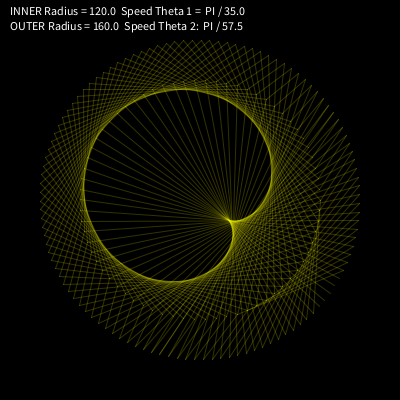 INNER Radius = 120.0  Speed Theta 1 =  PI / 35.0
OUTER Radius = 160.0  Speed Theta 2:  PI / 57.5